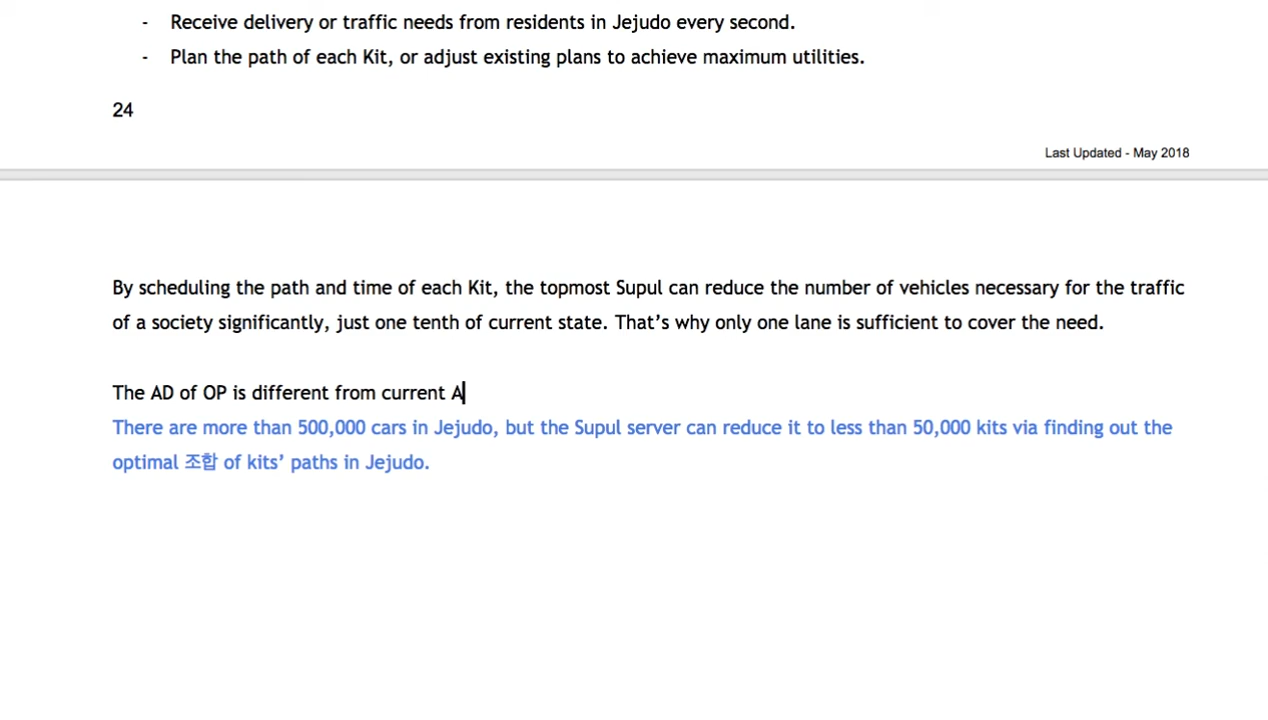 - Receive delivery or traffic needs from residents in Jejudo every second.
- Plan the path of each Kit, or adjust existing plans to achieve maximum utilities.
24
Last Updated - May 2018
By scheduling the path and time of each Kit, the topmost Supul can reduce the number of vehicles necessary for the traffic
of a society significantly, just one tenth of current state. That’s why only one lane is sufficient to cover the need.
The AD of OP is different from current A
There are more than 500,000 cars in Jejudo, but the Supul server can reduce it to less than 50,000 kits via finding out the
optimal 조합 of kits’ paths in Jejudo.